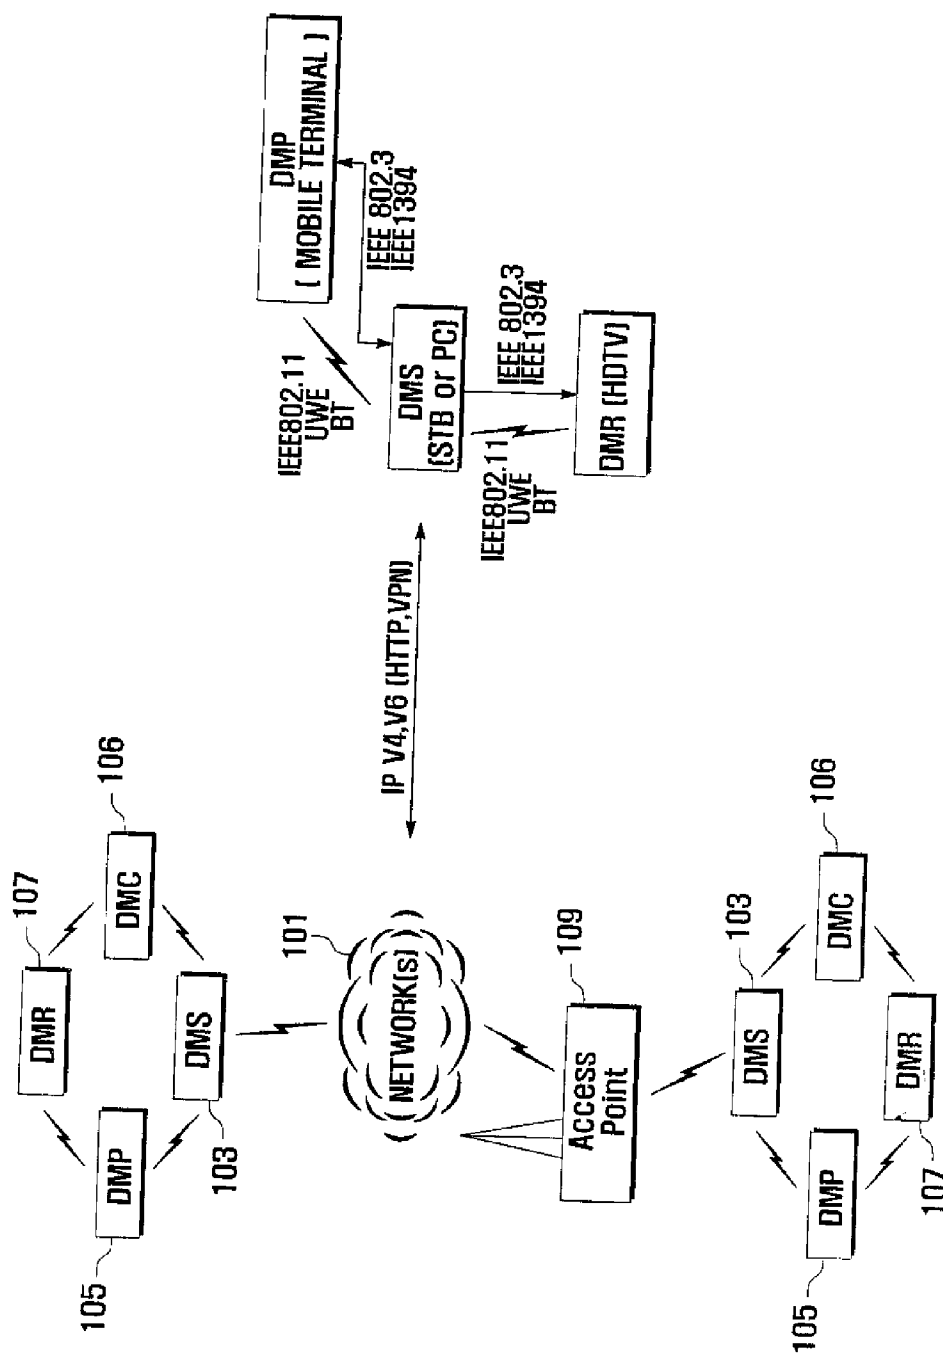 107
DMR
105
DMP
DMC
106
DMS
103
101
NETWORK(s)
IP V4,V6 (HTTP,VPN)
IEEE802.11
UWE
BT
DMP
( MOBILE TERMINAL )
IEEE 802.3
IEEE1394
DMS
(STB or PC)
IEEE802.11
UWE
BT
IEEE 802.3
IEEE1394
DMR (HDTV)
Access
Point
109
103
DMS
105
DMP
DMC
106
DMR
107